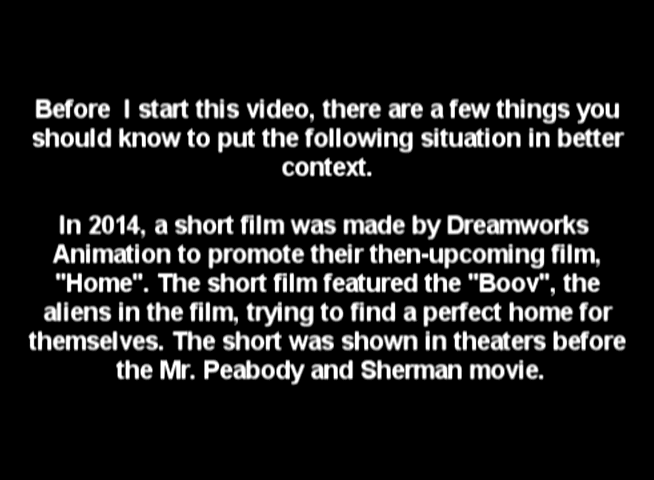 Before  I start this video, there are a few things you
should know to put the following situation in better
context.
In 2014, a short film was made by Dreamworks
Animation to promote their then-upcoming film,
"Home". The short film featured the "Boov", the
aliens in the film, trying to find a perfect home for
themselves. The short was shown in theaters before
the Mr. Peabody and Sherman movie.